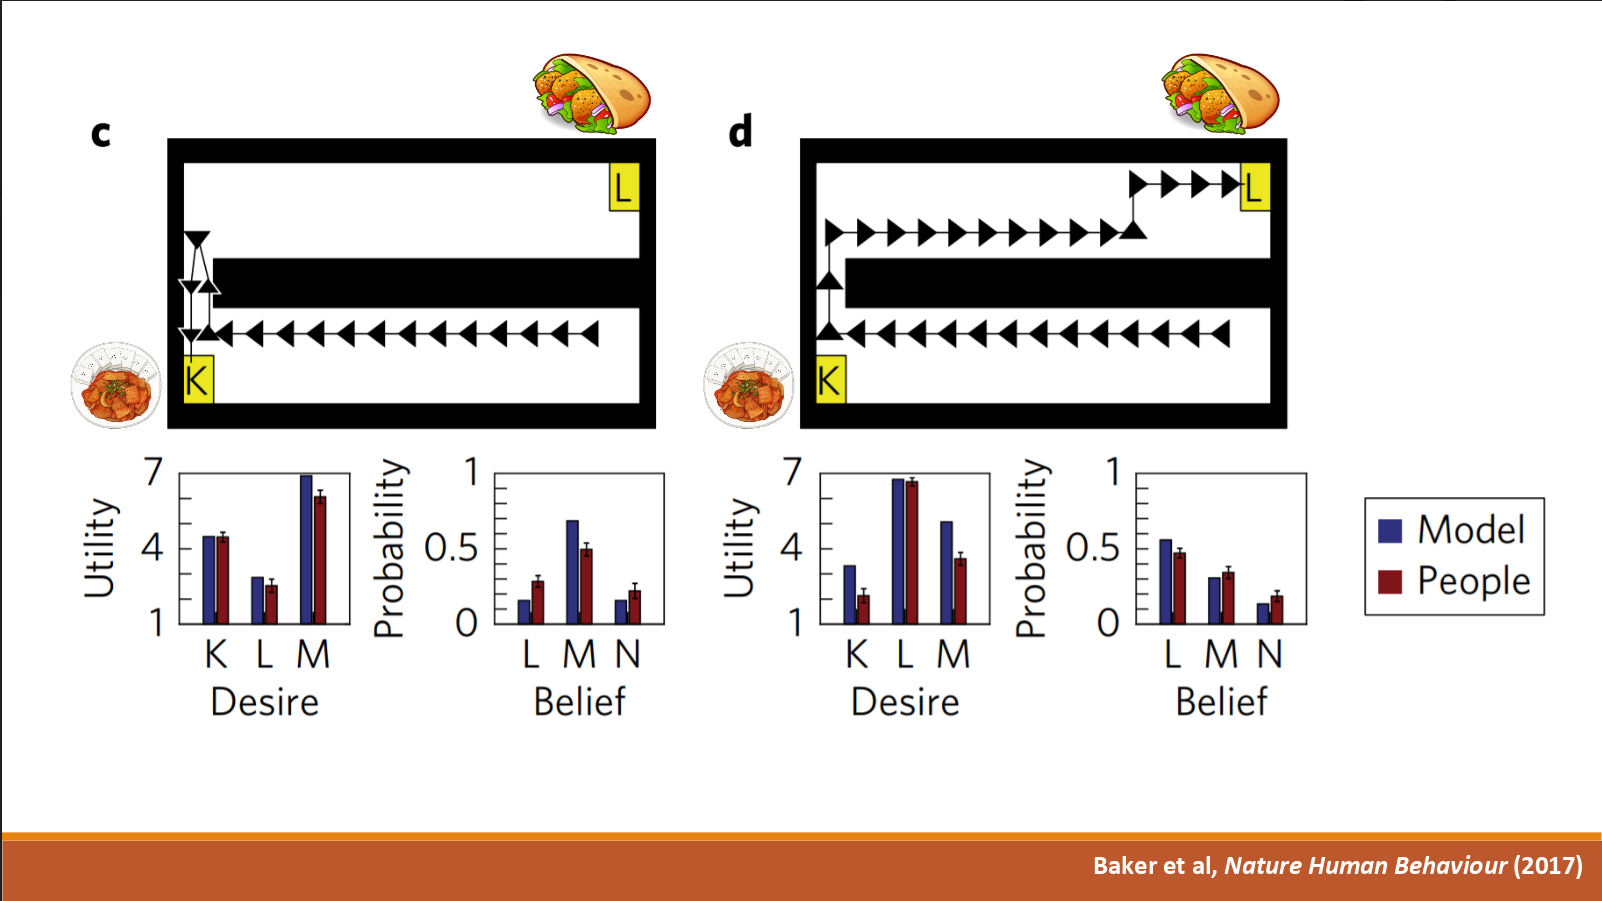 c
d
L
L
K
K
7
4
1
Utility
K L M
Desire
1
0.5
0
Probability
L M N
Belief
7
4
1
Utility
K L M
Desire
1
0.5
0
Probability
L M N
Belief
Model
People
Baker et al, Nature Human Behaviour (2017)